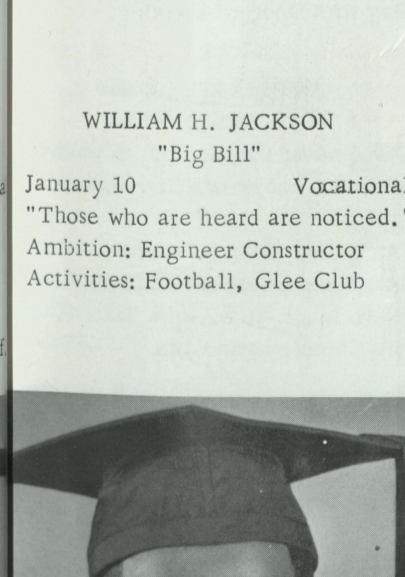 WILLIAM H. JACKSON
"Big Bill"
January 10 Vocational
"Those who are heard are noticed."
Ambition: Engineer Constructor
Activities: Football, Glee Club